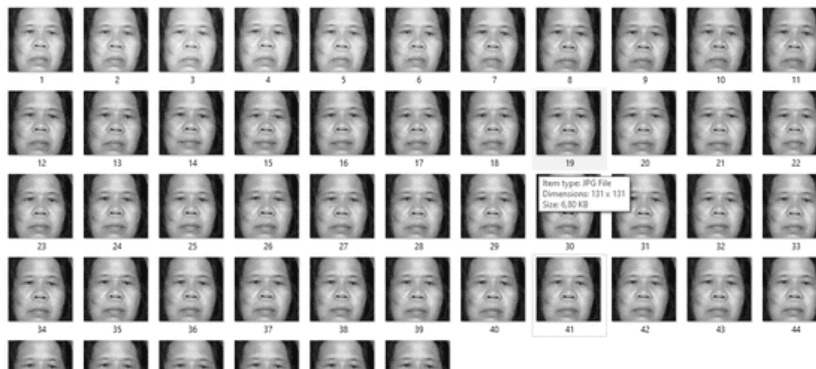 1 2 3 4 5 6 7 8 9 10 11
12 13 14 15 16 17 18 19 20 21 22
Item type: JPG File
Dimensions: 131 x 131
Size: 6,80 KB
23 24 25 26 27 28 29 30 31 32 33
34 35 36 37 38 39 40 41 42 43 44